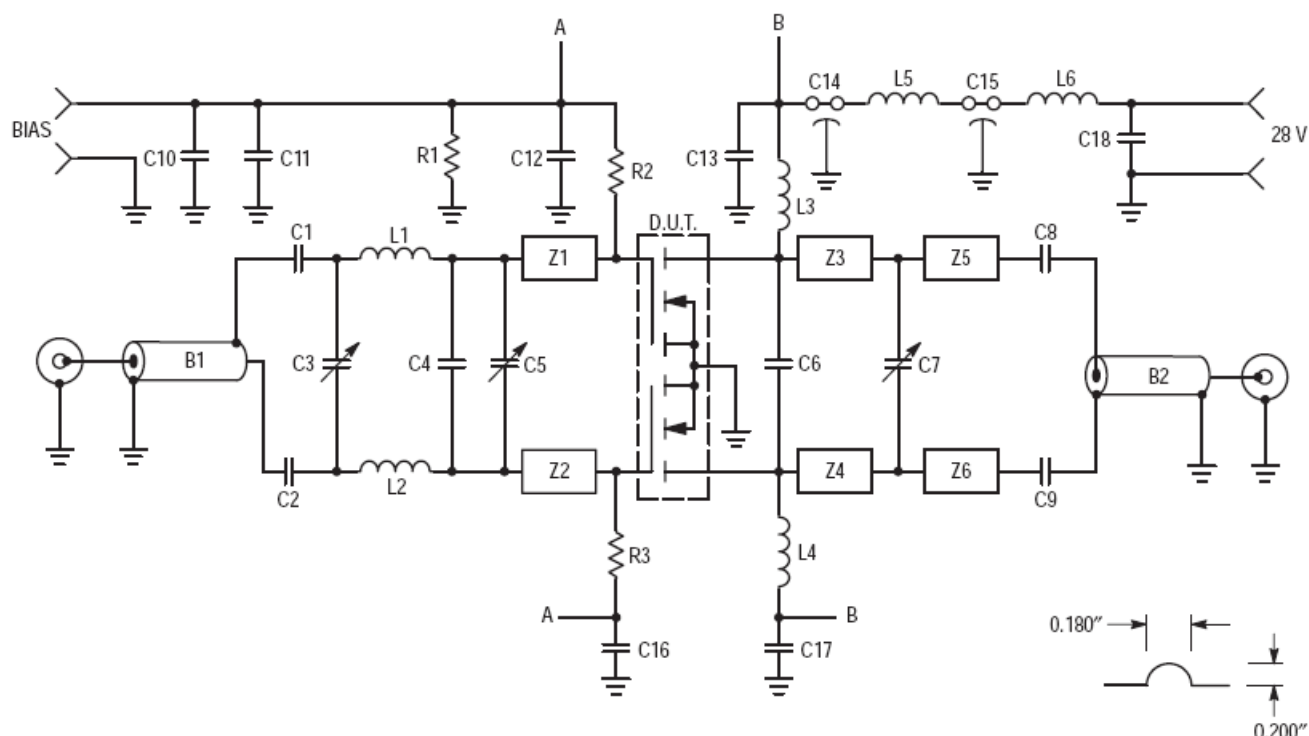 A
B
C14
L5
C15
L6
BIAS
C10
C11
R1
C12
R2
C13
C18
28 V
L3
D.U.T.
C1
L1
Z1
Z3
Z5
C8
B1
C3
C4
C5
C6
C7
B2
C2
L2
Z2
Z4
Z6
C9
R3
L4
A
B
C16
C17
0.180"
0.200"